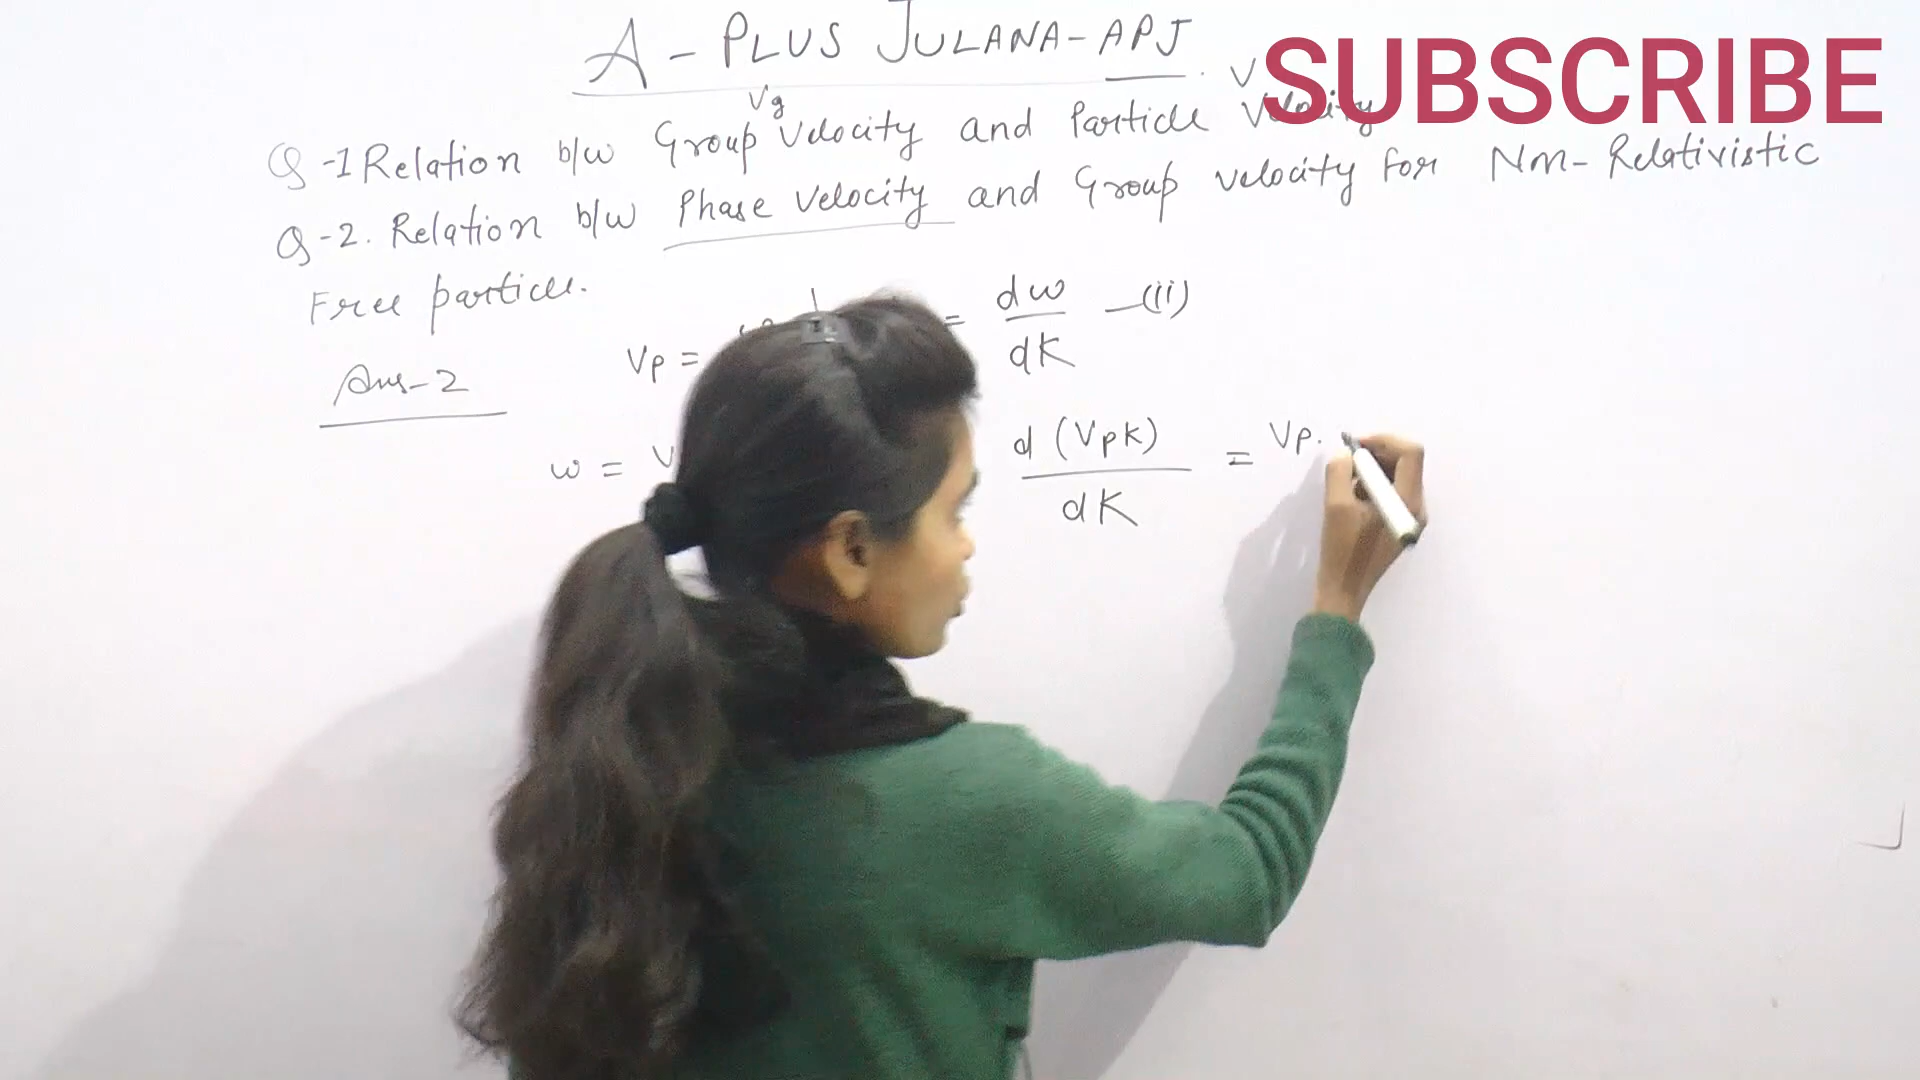 A - PLUS JULANA-APJ
SUBSCRIBE
Vg
Q-1 Relation b/w Group Velocity and Particle Velocity
Q-2. Relation b/w Phase Velocity and Group velocity for Non-Relativistic
Free particle.
Vp = = dω/dK —(ii)
Ans-2
ω = V d (VpK)/dK = Vp.